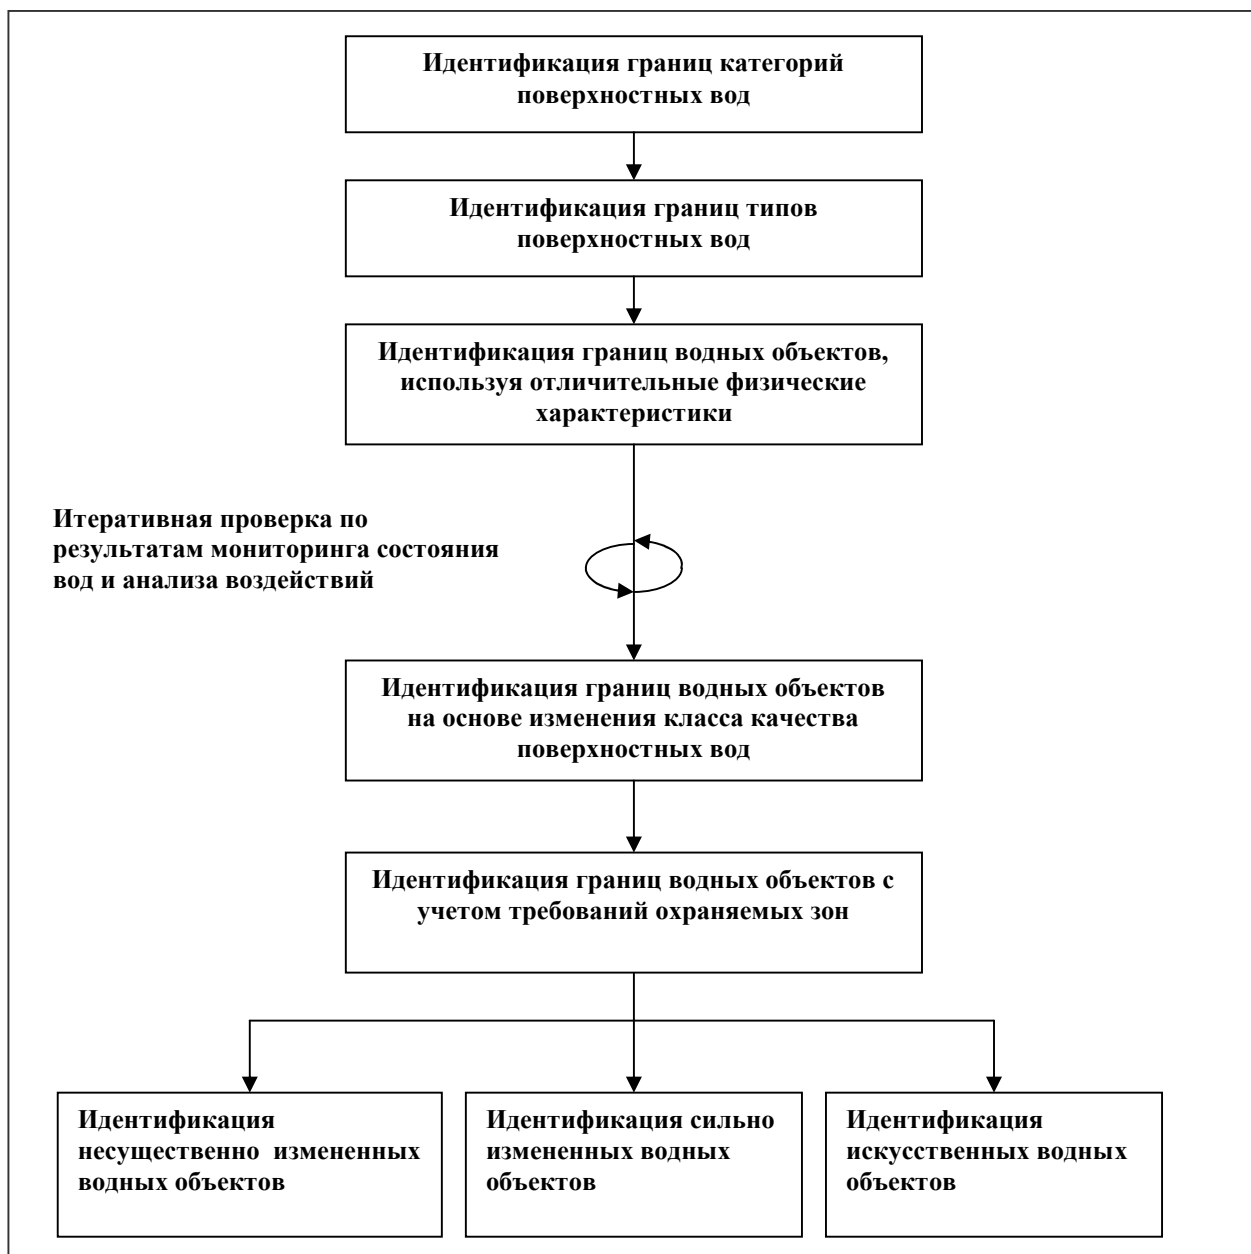 Идентификация границ категорий
поверхностных вод
Идентификация границ типов
поверхностных вод
Идентификация границ водных объектов,
используя отличительные физические
характеристики
Итеративная проверка по
результатам мониторинга состояния
вод и анализа воздействий
Идентификация границ водных объектов
на основе изменения класса качества
поверхностных вод
Идентификация границ водных объектов с
учетом требований охраняемых зон
Идентификация
несущественно измененных
водных объектов
Идентификация сильно
измененных водных
объектов
Идентификация
искусственных водных
объектов